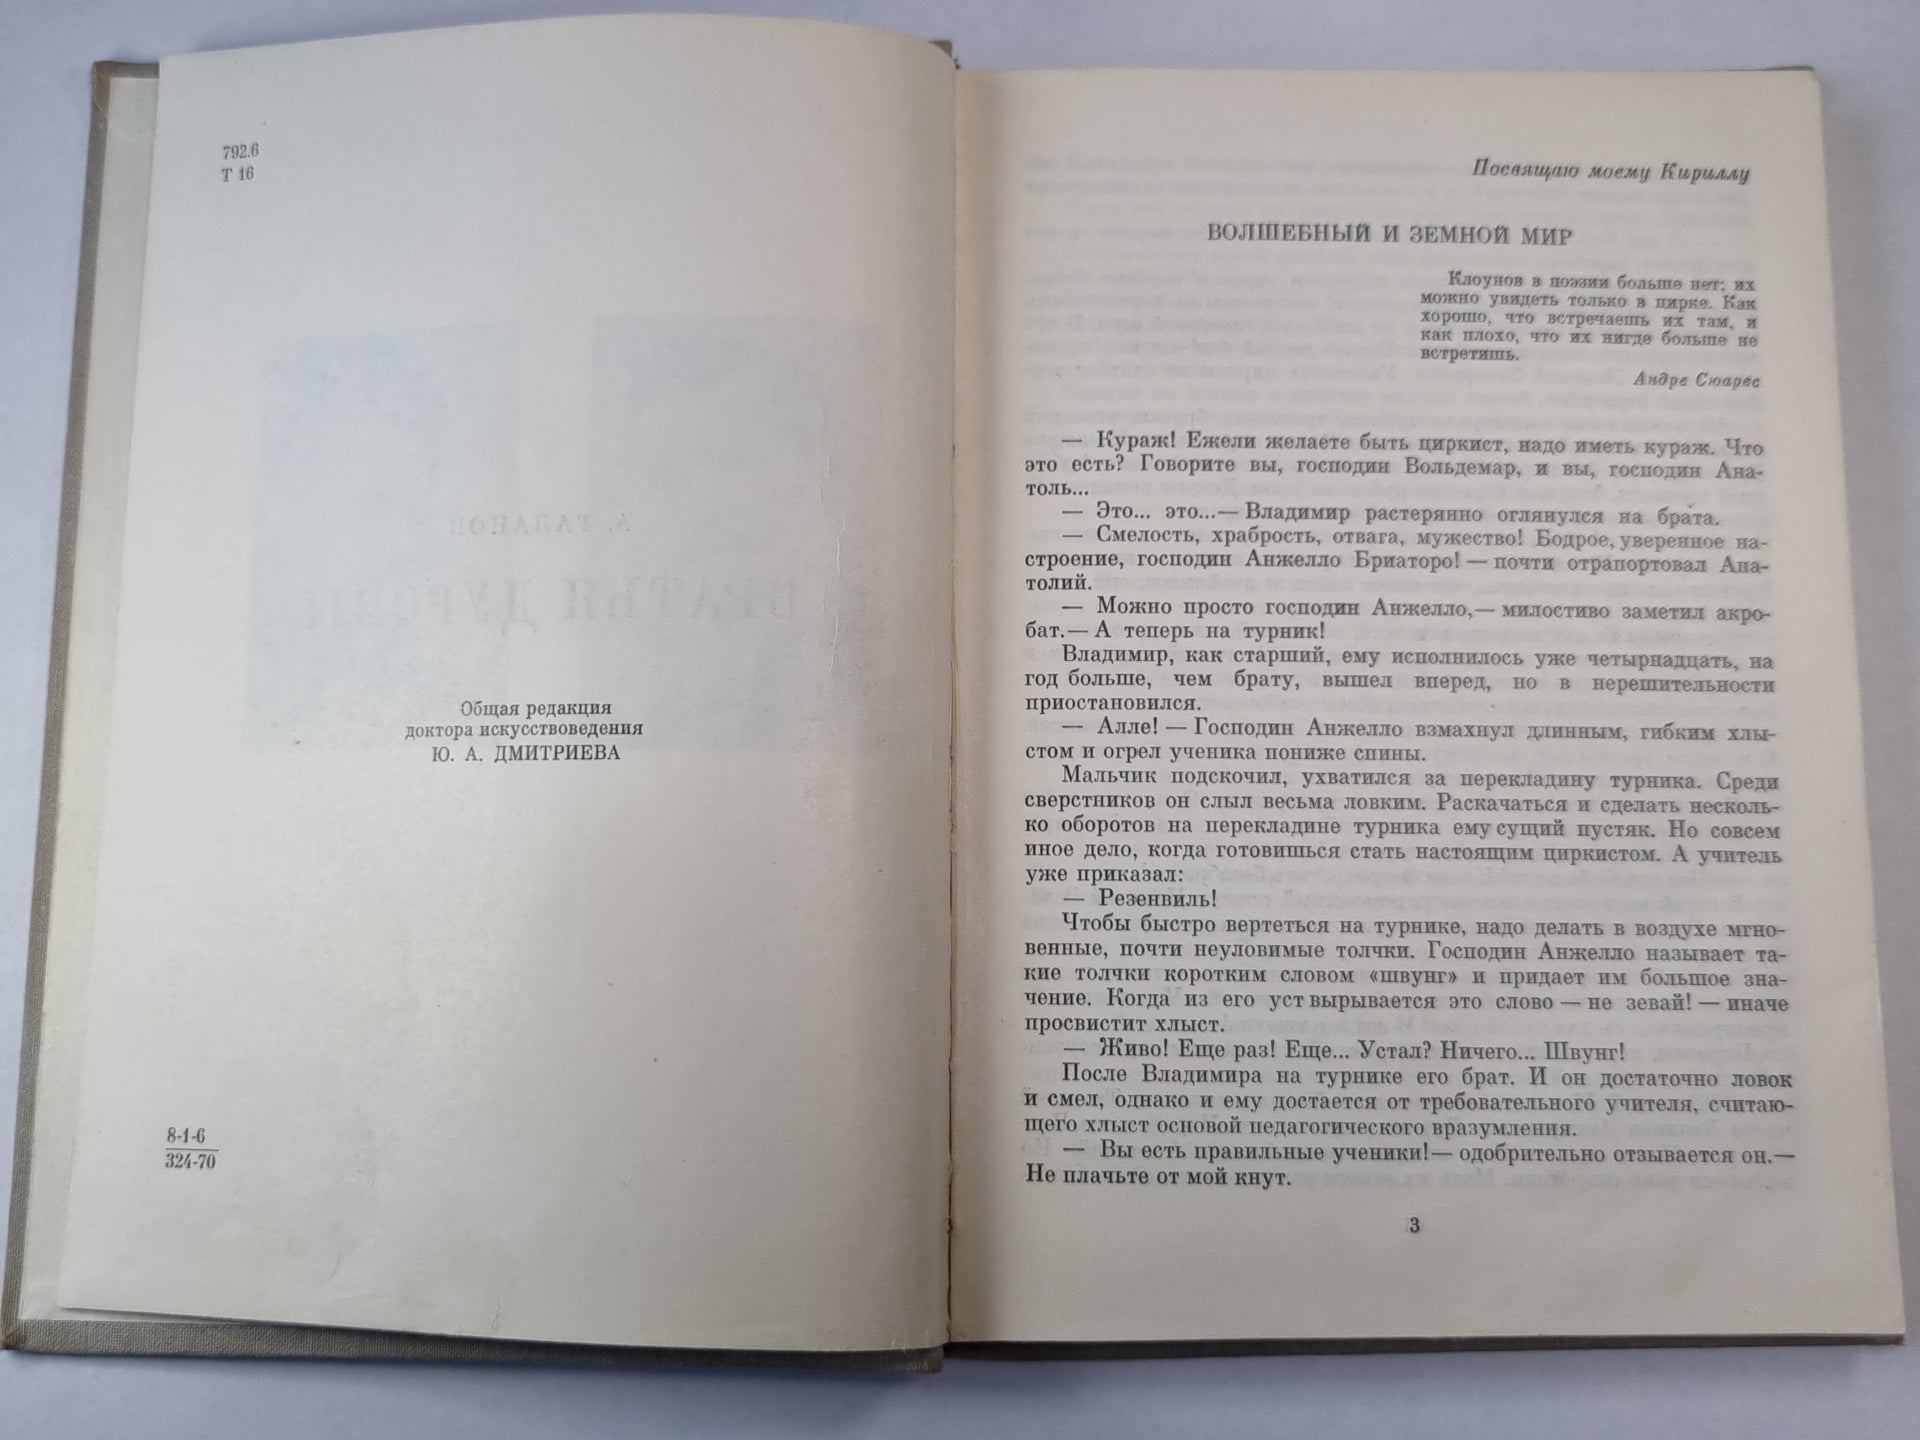 792.6
Т 16
Общая редакция
доктора искусствоведения
Ю. А. ДМИТРИЕВА
8-1-6
324-70
Посвящаю моему Кириллу
ВОЛШЕБНЫЙ И ЗЕМНОЙ МИР
Клоунов в поэзии больше нет; их
можно увидеть только в цирке. Как
хорошо, что встречаешь их там, и
как плохо, что их нигде больше не
встретишь.
Андре Сюарес
— Кураж! Ежели желаете быть циркист, надо иметь кураж. Что
это есть? Говорите вы, господин Вольдемар, и вы, господин Ана-
толь...
— Это... это...— Владимир растерянно оглянулся на брата.
— Смелость, храбрость, отвага, мужество! Бодрое, уверенное на-
строение, господин Анжелло Бриаторо! — почти отрапортовал Ана-
толий.
— Можно просто господин Анжелло,— милостиво заметил акро-
бат.— А теперь на турник!
Владимир, как старший, ему исполнилось уже четырнадцать, на
год больше, чем брату, вышел вперед, но в нерешительности
приостановился.
— Алле! — Господин Анжелло взмахнул длинным, гибким хлы-
стом и огрел ученика пониже спины.
Мальчик подскочил, ухватился за перекладину турника. Среди
сверстников он слыл весьма ловким. Раскачаться и сделать несколь-
ко оборотов на перекладине турника ему сущий пустяк. Но совсем
иное дело, когда готовишься стать настоящим циркистом. А учитель
уже приказал:
— Резенвиль!
Чтобы быстро вертеться на турнике, надо делать в воздухе мгно-
венные, почти неуловимые толчки. Господин Анжелло называет та-
кие толчки коротким словом «швунг» и придает им большое зна-
чение. Когда из его уст вырывается это слово — не зевай! — иначе
просвистит хлыст.
— Живо! Еще раз! Еще... Устал? Ничего... Швунг!
После Владимира на турнике его брат. И он достаточно ловок
и смел, однако и ему достается от требовательного учителя, считаю-
щего хлыст основой педагогического вразумления.
— Вы есть правильные ученики!— одобрительно отзывается он.—
Не плачьте от мой кнут.
3